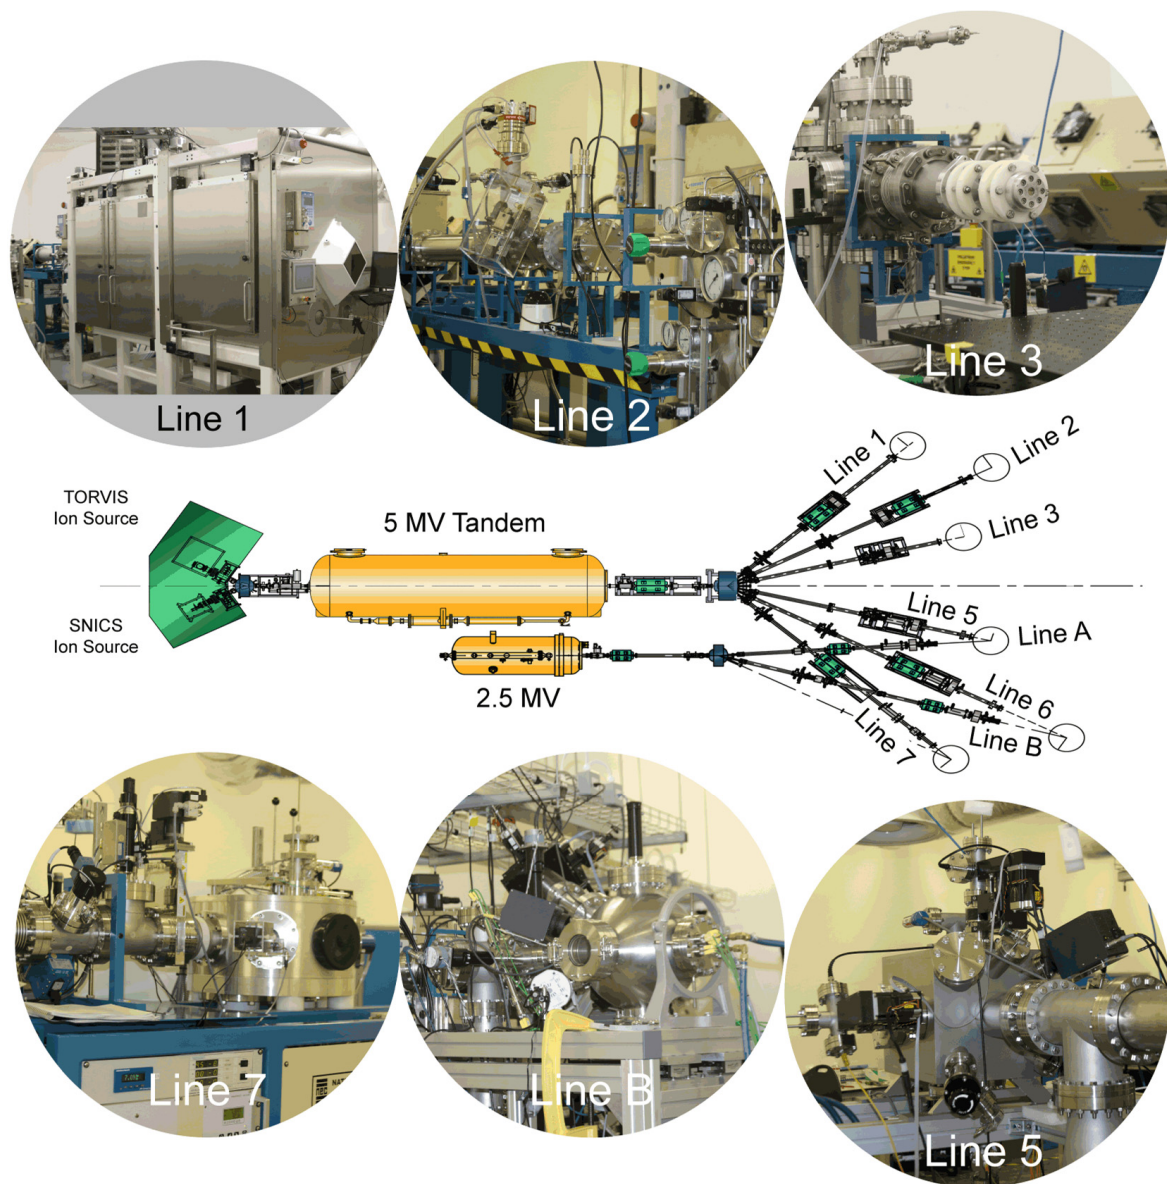 Line 1
Line 2
Line 3
TORVIS
Ion Source
5 MV Tandem
Line 1
Line 2
Line 3
SNICS
Ion Source
Line 5
Line A
2.5 MV
Line 6
Line B
Line 7
Line 7
Line B
Line 5